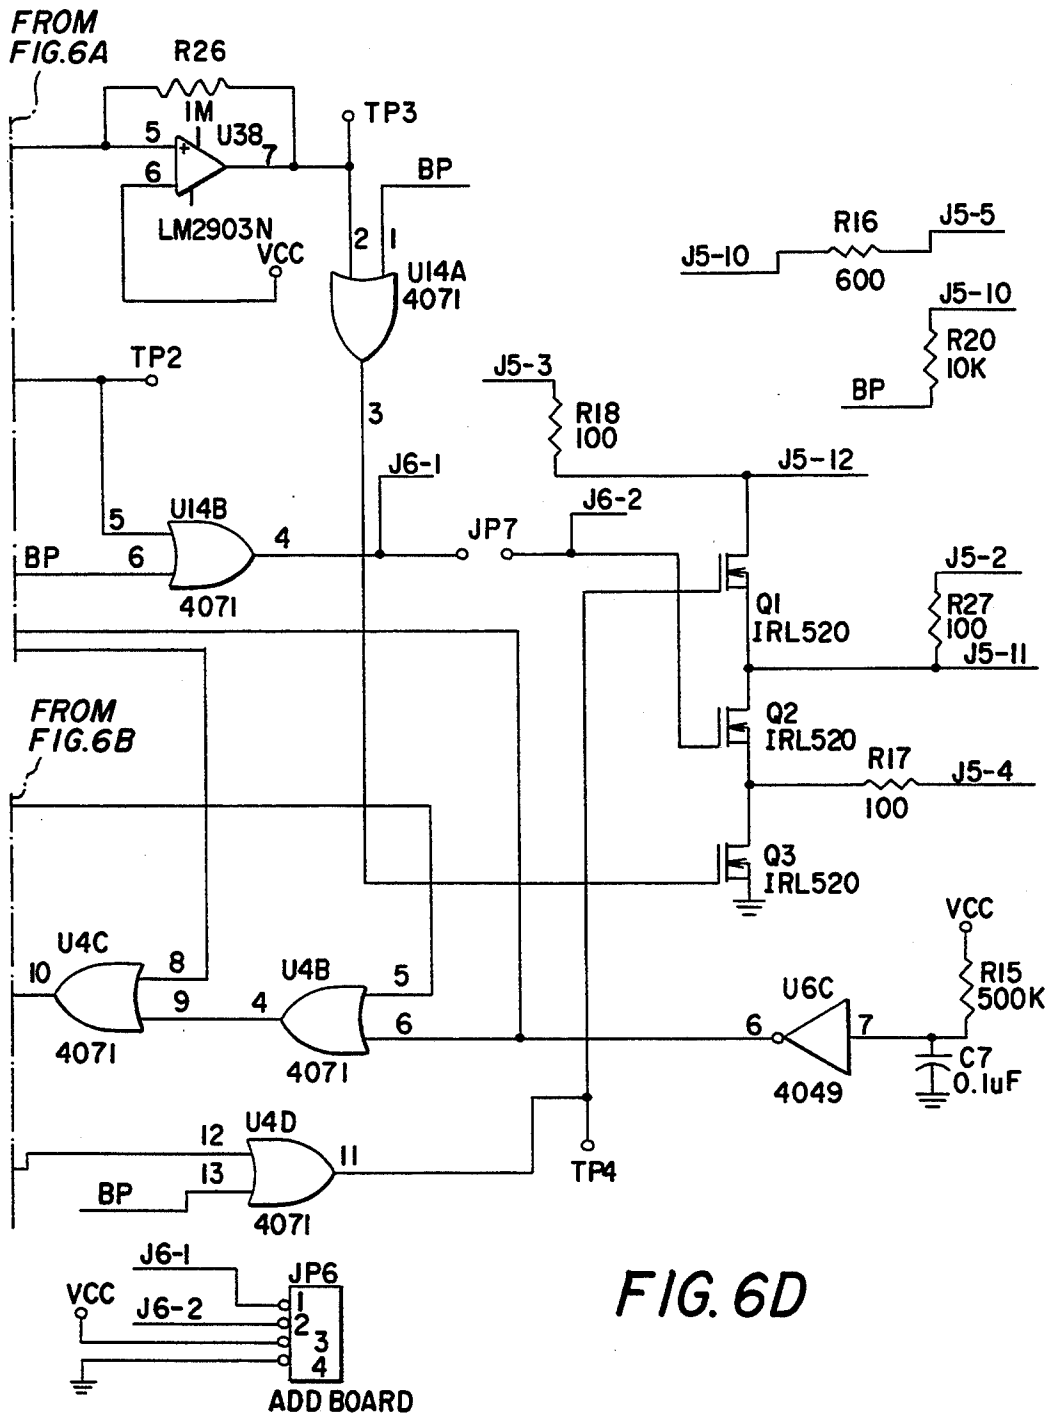 FROM
FIG.6A
R26
1M
5
U38
7
6
LM2903N
VCC
TP3
BP
2
1
U14A
4071
3
J5-10
R16
600
J5-5
J5-10
R20
10K
BP
TP2
J5-3
R18
100
J5-12
J6-1
U14B
5
BP
6
4
4071
JP7
J6-2
Q1
IRL520
J5-2
R27
100
J5-11
FROM
FIG.6B
Q2
IRL520
R17
100
J5-4
Q3
IRL520
VCC
R15
500K
U4C
10
8
9
4071
U4B
4
5
6
4071
U6C
6
7
4049
C7
0.1uF
U4D
12
13
11
BP
4071
TP4
J6-1
VCC
J6-2
JP6
1
2
3
4
ADD BOARD
FIG. 6D